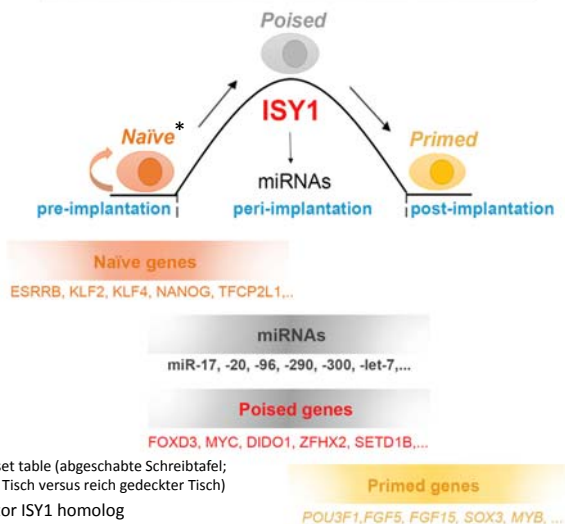 Poised
ISY1
Naïve*
Primed
miRNAs
pre-implantation
peri-implantation
post-implantation
Naïve genes
ESRRB, KLF2, KLF4, NANOG, TFCP2L1,..
miRNAs
miR-17, -20, -96, -290, -300, -let-7,...
Poised genes
FOXD3, MYC, DIDO1, ZFHX2, SETD1B,...
set table (abgeschabte Schreibtafel;
Tisch versus reich gedeckter Tisch)
or ISY1 homolog
Primed genes
POU3F1,FGF5, FGF15, SOX3, MYB, ...